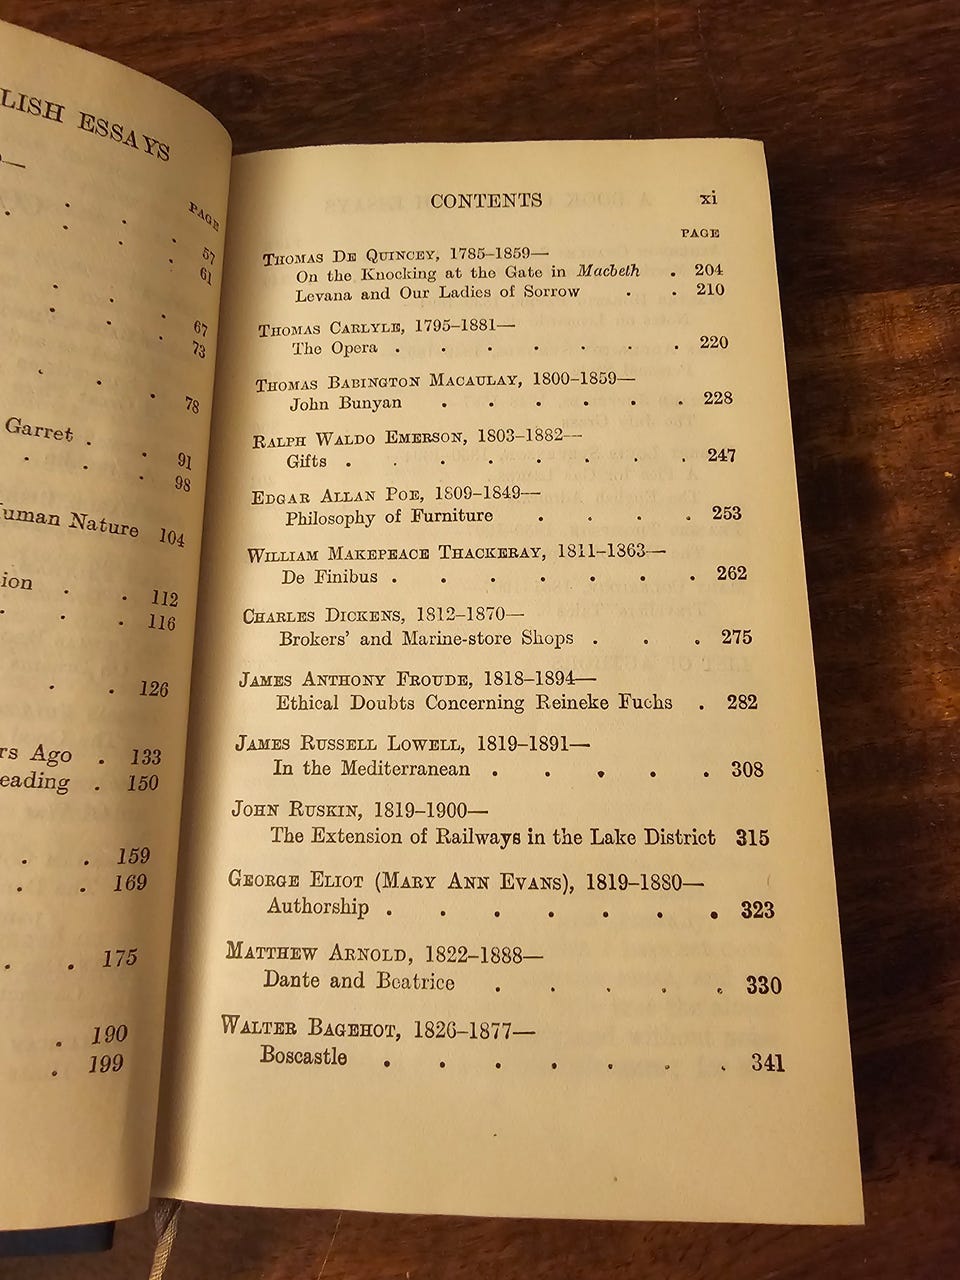 LISH ESSAYS
PAGE
57
61
67
73
78
Garret .
91
98
uman Nature 104
ion . . 112
. . 116
. . 126
rs Ago . 133
eading . 150
. . 159
. . 169
. . 175
. 190
. 199
CONTENTS xi
PAGE
THOMAS DE QUINCEY, 1785–1859—
On the Knocking at the Gate in Macbeth . 204
Levana and Our Ladies of Sorrow . . 210
THOMAS CARLYLE, 1795–1881—
The Opera . . . . . . . 220
THOMAS BABINGTON MACAULAY, 1800–1859—
John Bunyan . . . . . . 228
RALPH WALDO EMERSON, 1803–1882—
Gifts . . . . . . . . 247
EDGAR ALLAN POE, 1809–1849—
Philosophy of Furniture . . . . 253
WILLIAM MAKEPEACE THACKERAY, 1811–1863—
De Finibus . . . . . . . 262
CHARLES DICKENS, 1812–1870—
Brokers' and Marine-store Shops . . . 275
JAMES ANTHONY FROUDE, 1818–1894—
Ethical Doubts Concerning Reineke Fuchs . 282
JAMES RUSSELL LOWELL, 1819–1891—
In the Mediterranean . . . . . 308
JOHN RUSKIN, 1819–1900—
The Extension of Railways in the Lake District 315
GEORGE ELIOT (MARY ANN EVANS), 1819–1880—
Authorship . . . . . . . 323
MATTHEW ARNOLD, 1822–1888—
Dante and Beatrice . . . . . 330
WALTER BAGEHOT, 1826–1877—
Boscastle . . . . . . . 341